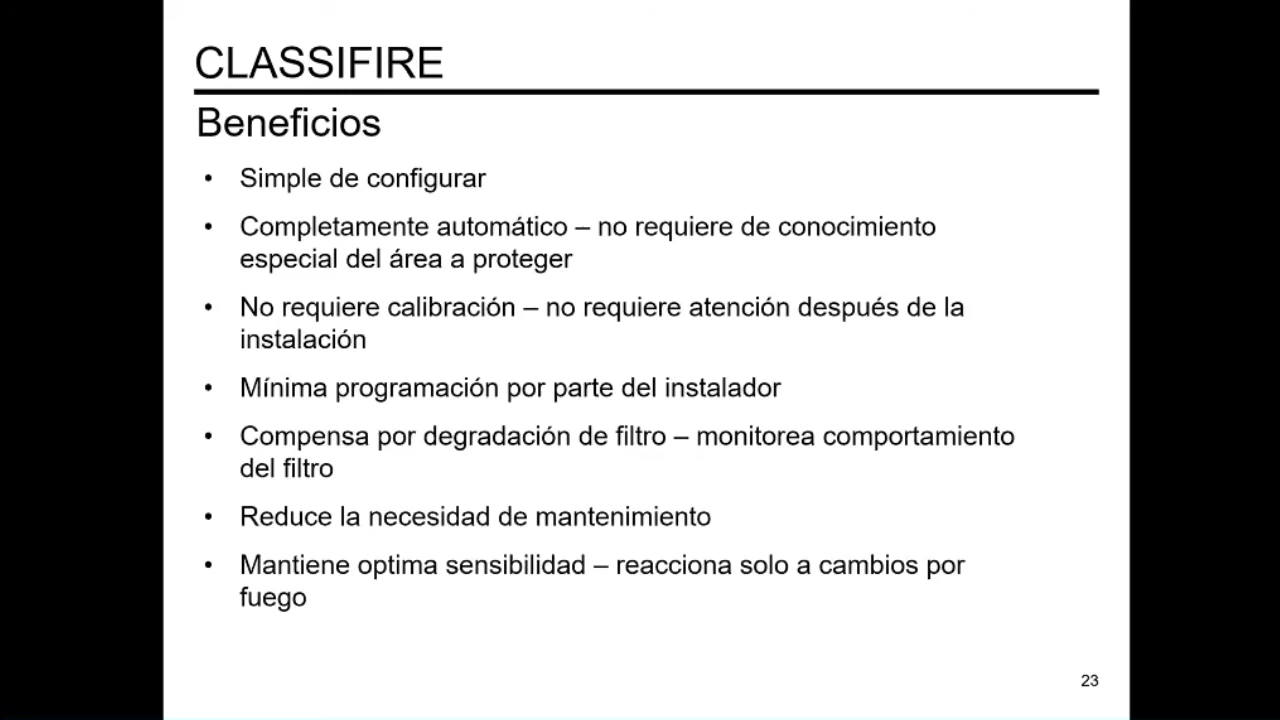 CLASSIFIRE
Beneficios
• Simple de configurar
• Completamente automático – no requiere de conocimiento
especial del área a proteger
• No requiere calibración – no requiere atención después de la
instalación
• Mínima programación por parte del instalador
• Compensa por degradación de filtro – monitorea comportamiento
del filtro
• Reduce la necesidad de mantenimiento
• Mantiene optima sensibilidad – reacciona solo a cambios por
fuego
23